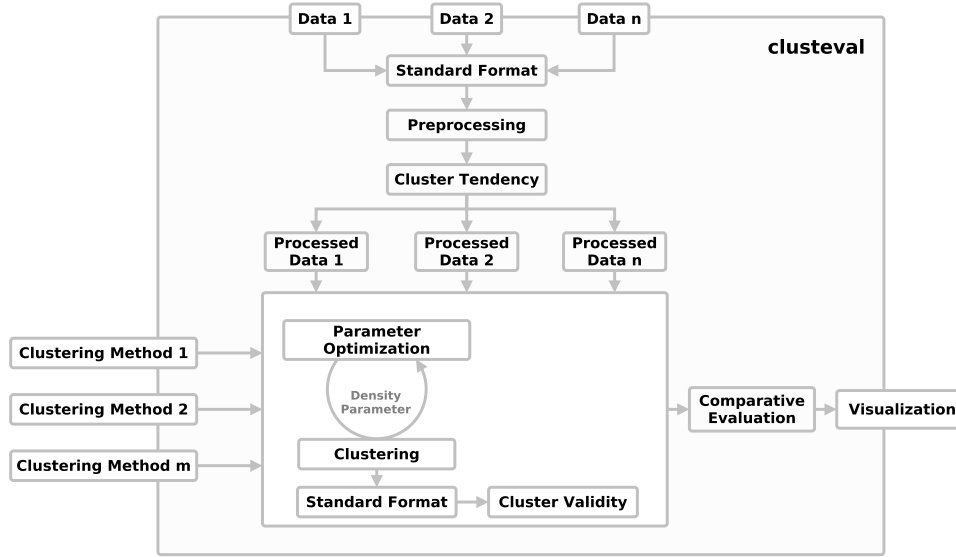 Data 1
Data 2
Data n
clusteval
Standard Format
Preprocessing
Cluster Tendency
Processed
Data 1
Processed
Data 2
Processed
Data n
Clustering Method 1
Clustering Method 2
Clustering Method m
Parameter
Optimization
Density
Parameter
Clustering
Standard Format
Cluster Validity
Comparative
Evaluation
Visualization